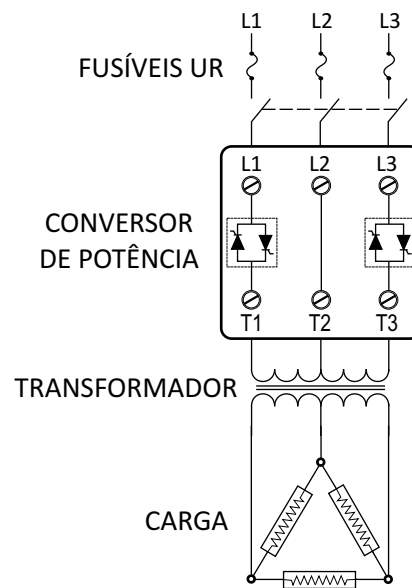 L1 L2 L3
FUSÍVEIS UR
L1 L2 L3
CONVERSOR
DE POTÊNCIA
T1 T2 T3
TRANSFORMADOR
CARGA